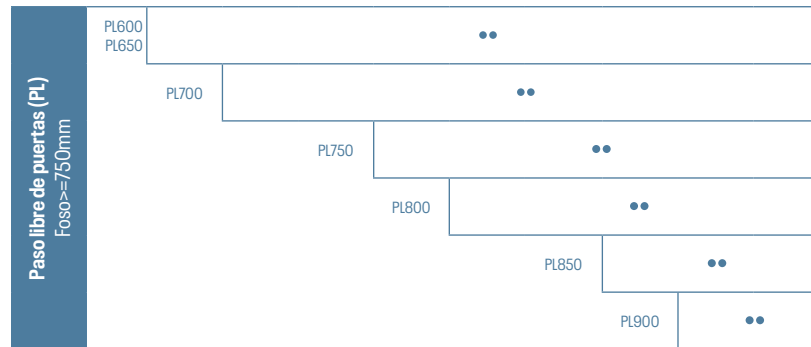 Paso libre de puertas (PL)
Foso>=750mm
PL600
PL650
PL700
PL750
PL800
PL850
PL900